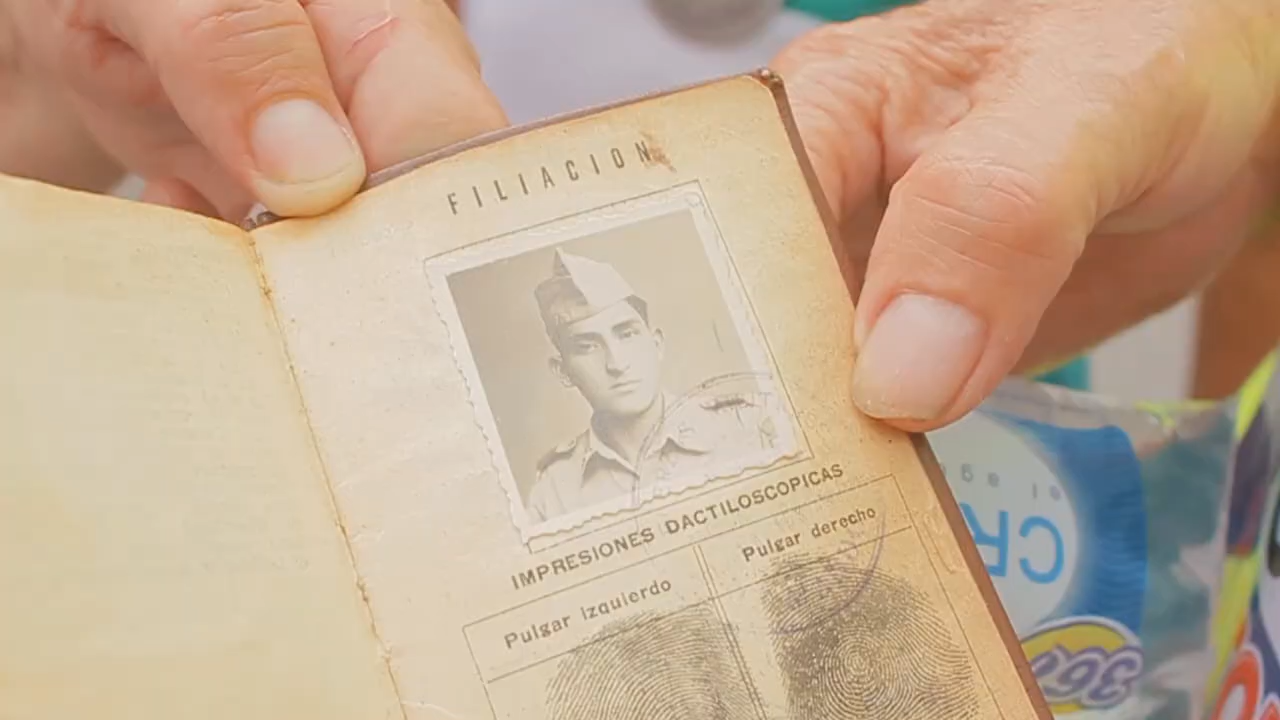 FILIACION
IMPRESIONES DACTILOSCOPICAS
Pulgar izquierdo
Pulgar derecho
CR
360